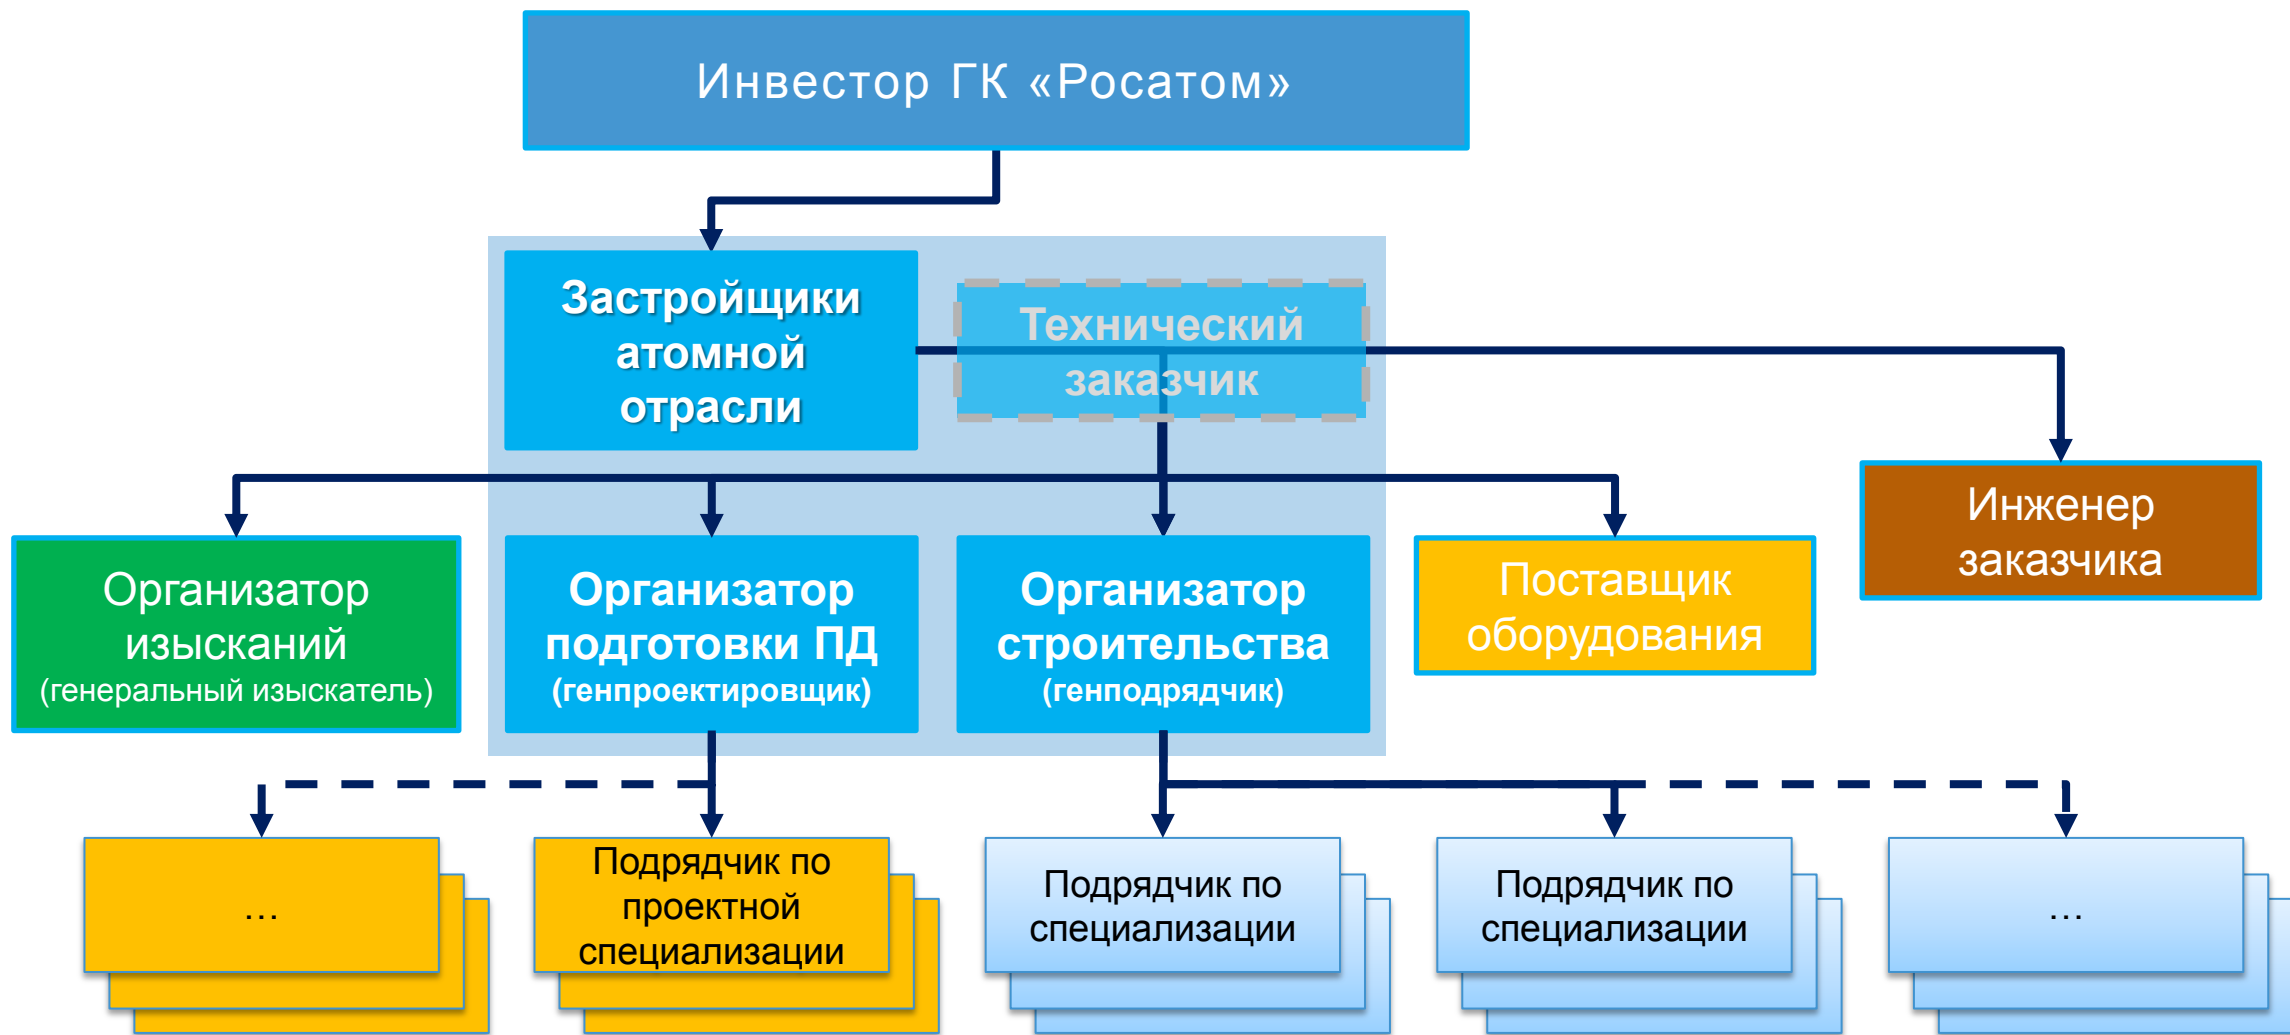 Инвестор ГК «Росатом»
Застройщики
атомной
отрасли
Технический
заказчик
Инженер
заказчика
Организатор
изысканий
(генеральный изыскатель)
Организатор
подготовки ПД
(генпроектировщик)
Организатор
строительства
(генподрядчик)
Поставщик
оборудования
…
Подрядчик по
проектной
специализации
Подрядчик по
специализации
Подрядчик по
специализации
…